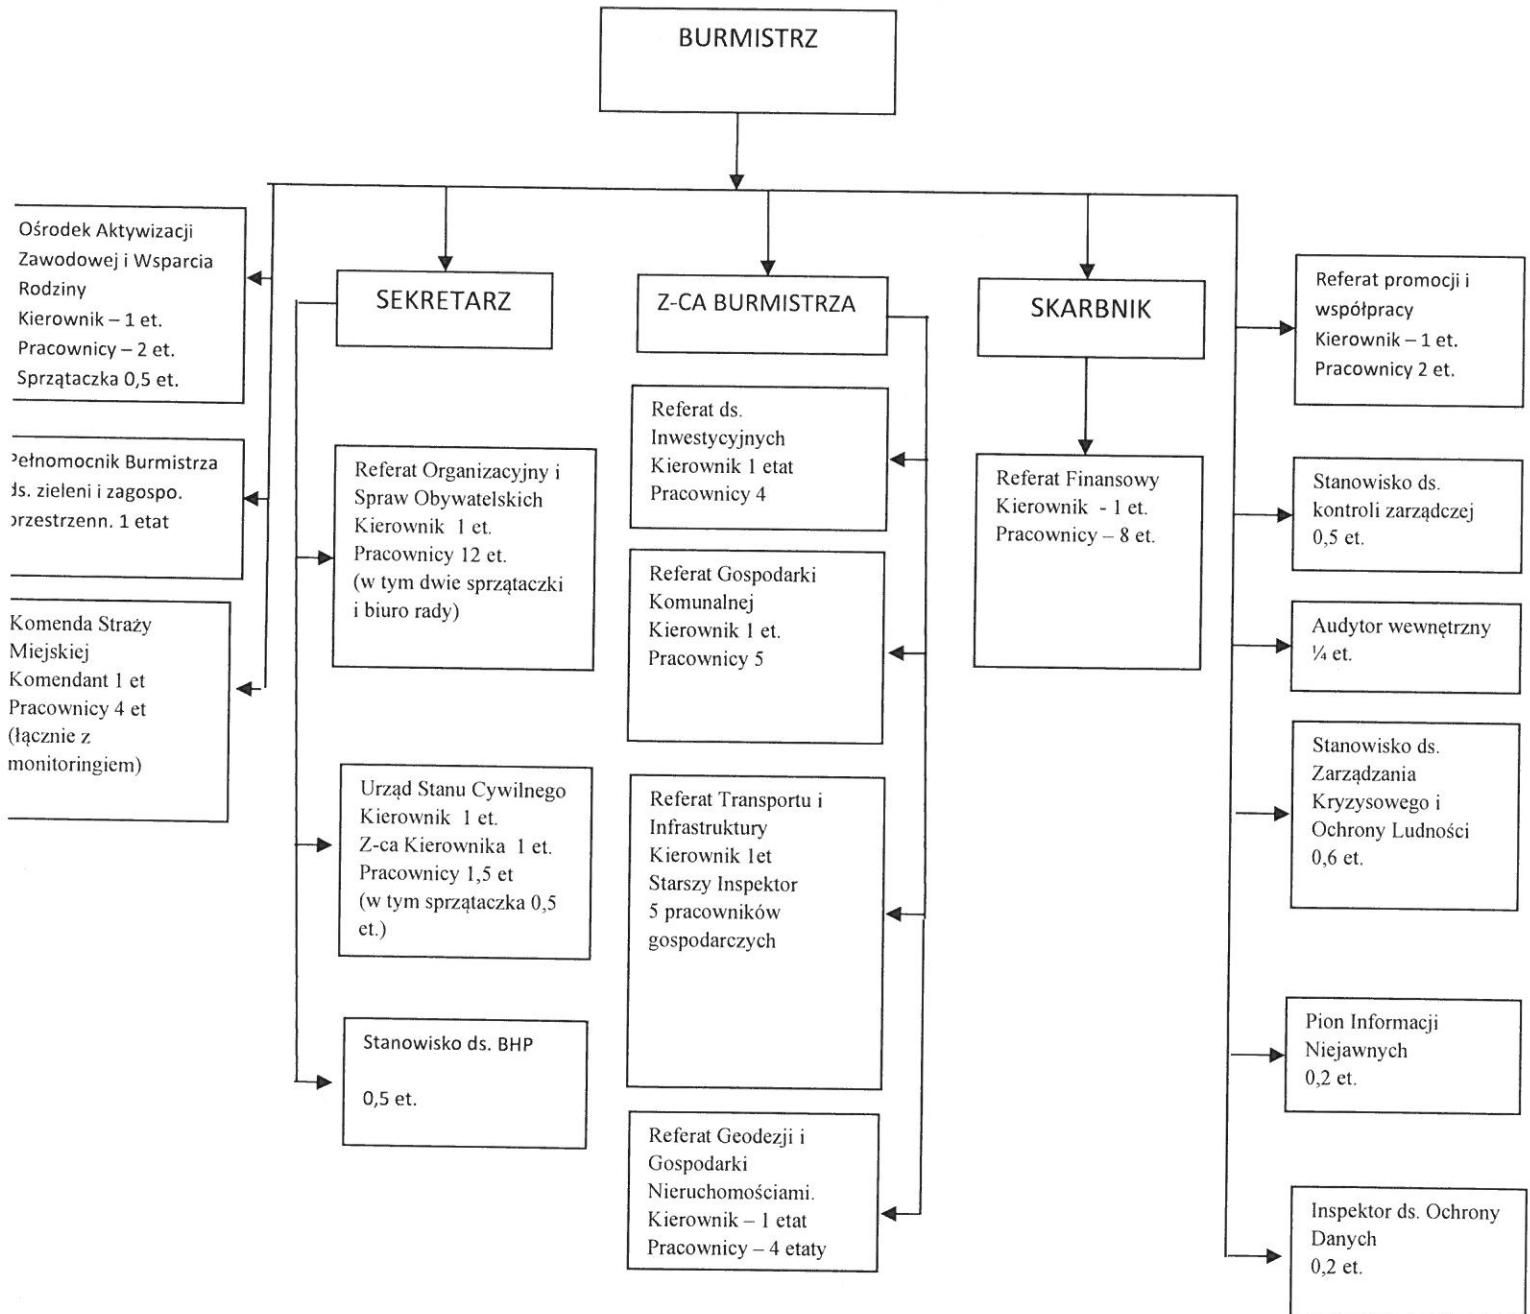 BURMISTRZ
Ośrodek Aktywizacji
Zawodowej i Wsparcia
Rodziny
Kierownik – 1 et.
Pracownicy – 2 et.
Sprzątaczka 0,5 et.
Pełnomocnik Burmistrza
ds. zieleni i zagospo.
przestrzenn. 1 etat
Komenda Straży
Miejskiej
Komendant 1 et
Pracownicy 4 et
(łącznie z
monitoringiem)
SEKRETARZ
Referat Organizacyjny i
Spraw Obywatelskich
Kierownik 1 et.
Pracownicy 12 et.
(w tym dwie sprzątaczki
i biuro rady)
Urząd Stanu Cywilnego
Kierownik 1 et.
Z-ca Kierownika 1 et.
Pracownicy 1,5 et
(w tym sprzątaczka 0,5
et.)
Stanowisko ds. BHP
0,5 et.
Z-CA BURMISTRZA
Referat ds.
Inwestycyjnych
Kierownik 1 etat
Pracownicy 4
Referat Gospodarki
Komunalnej
Kierownik 1 et.
Pracownicy 5
Referat Transportu i
Infrastruktury
Kierownik 1et
Starszy Inspektor
5 pracowników
gospodarczych
Referat Geodezji i
Gospodarki
Nieruchomościami.
Kierownik – 1 etat
Pracownicy – 4 etaty
SKARBNIK
Referat Finansowy
Kierownik - 1 et.
Pracownicy – 8 et.
Referat promocji i
współpracy
Kierownik – 1 et.
Pracownicy 2 et.
Stanowisko ds.
kontroli zarządczej
0,5 et.
Audytor wewnętrzny
¼ et.
Stanowisko ds.
Zarządzania
Kryzysowego i
Ochrony Ludności
0,6 et.
Pion Informacji
Niejawnych
0,2 et.
Inspektor ds. Ochrony
Danych
0,2 et.